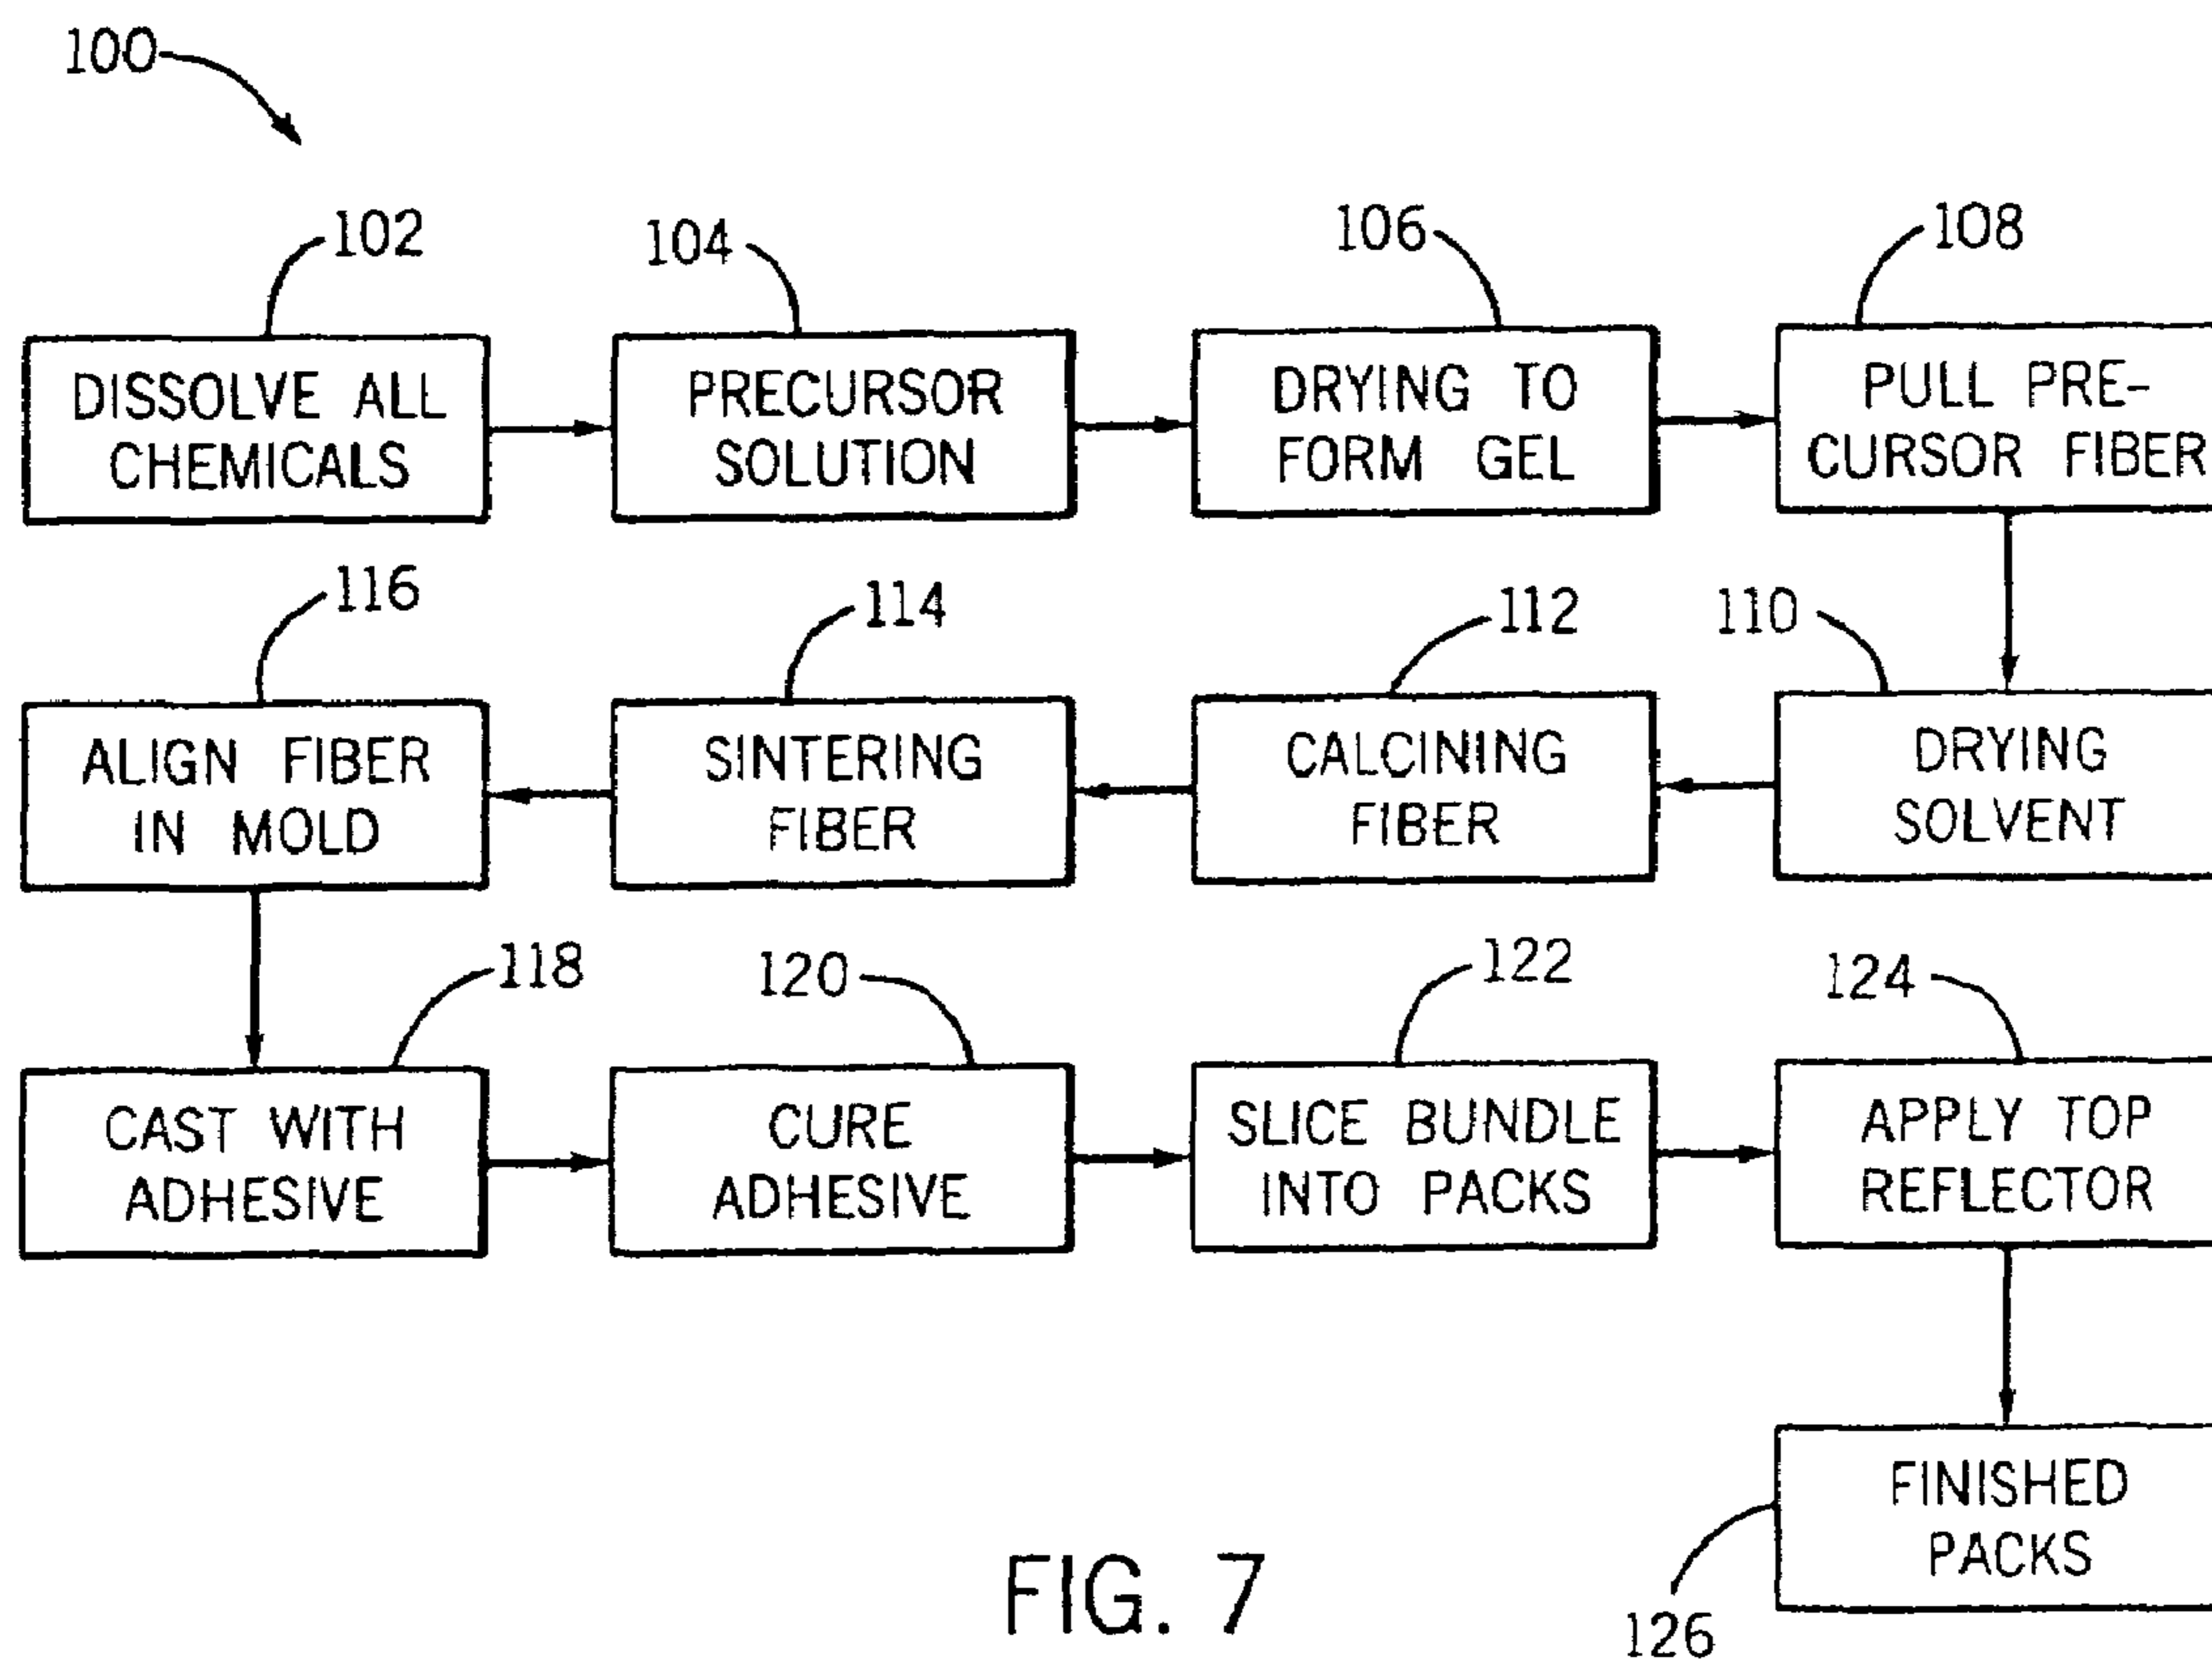 100
102
104
106
108
DISSOLVE ALL
CHEMICALS
PRECURSOR
SOLUTION
DRYING TO
FORM GEL
PULL PRE-
CURSOR FIBER
116
114
112
110
ALIGN FIBER
IN MOLD
SINTERING
FIBER
CALCINING
FIBER
DRYING
SOLVENT
118
120
122
124
CAST WITH
ADHESIVE
CURE
ADHESIVE
SLICE BUNDLE
INTO PACKS
APPLY TOP
REFLECTOR
FINISHED
PACKS
126
FIG. 7